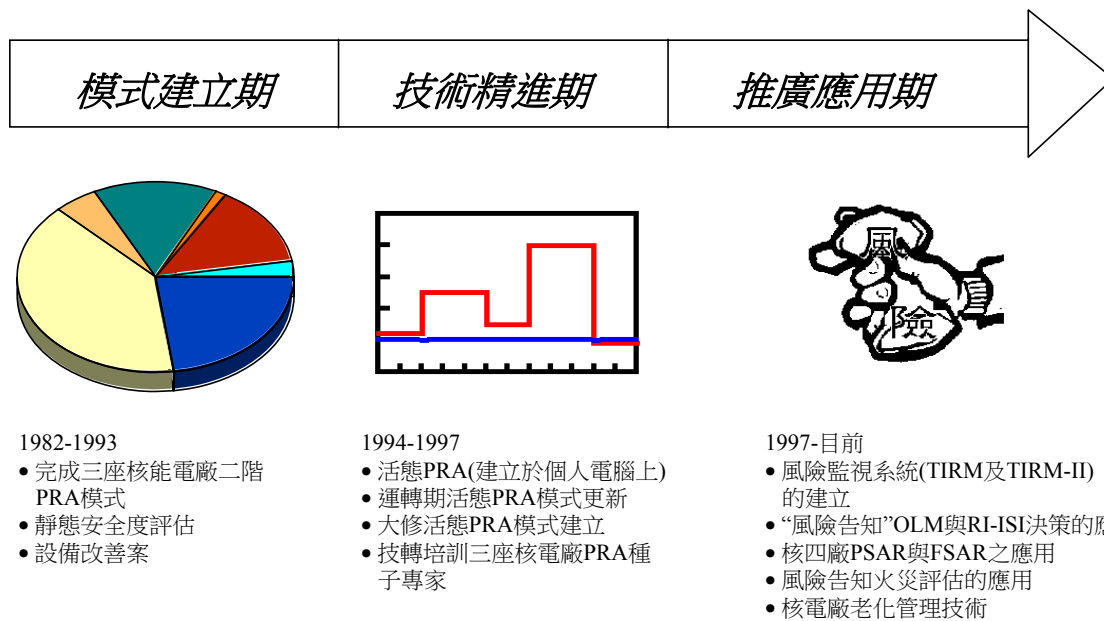 模式建立期
技術精進期
推廣應用期
風
險
1982-1993
• 完成三座核能電廠二階
PRA模式
• 靜態安全度評估
• 設備改善案
1994-1997
• 活態PRA(建立於個人電腦上)
• 運轉期活態PRA模式更新
• 大修活態PRA模式建立
• 技轉培訓三座核電廠PRA種
子專家
1997-目前
• 風險監視系統(TIRM及TIRM-II)
的建立
• “風險告知”OLM與RI-ISI決策的應
• 核四廠PSAR與FSAR之應用
• 風險告知火災評估的應用
• 核電廠老化管理技術